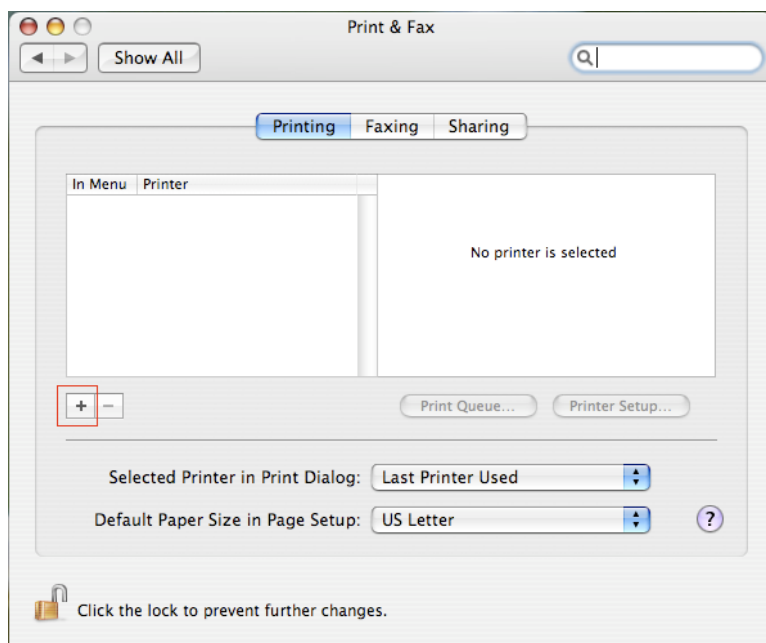 Print & Fax
Show All
Printing Faxing Sharing
In Menu Printer
No printer is selected
+ −
Print Queue... Printer Setup...
Selected Printer in Print Dialog: Last Printer Used
Default Paper Size in Page Setup: US Letter ?
Click the lock to prevent further changes.